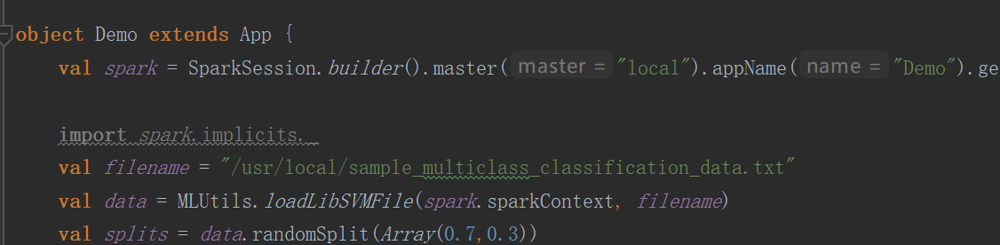 object Demo extends App {
val spark = SparkSession.builder().master( master = "local").appName( name = "Demo").ge
import spark.implicits._
val filename = "/usr/local/sample_multiclass_classification_data.txt"
val data = MLUtils.loadLibSVMFile(spark.sparkContext, filename)
val splits = data.randomSplit(Array(0.7,0.3))